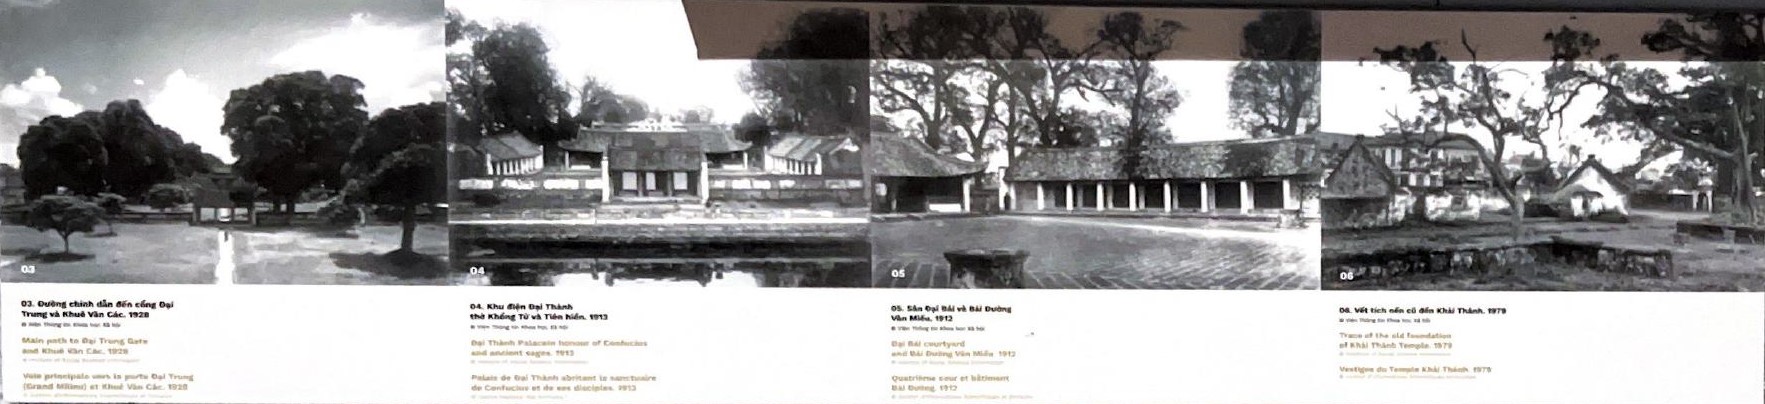 03
03. Đường chính dẫn đến cổng Đại
Trung và Khuê Văn Các. 1928
© Viện Thông tin Khoa học Xã hội
Main path to Đại Trung Gate
and Khuê Văn Các. 1928
Voie principale vers la porte Đại Trung
(Grand Milieu) et Khuê Văn Các. 1928
04
04. Khu điện Đại Thành
thờ Khổng Tử và Tiên hiền. 1913
© Viện Thông tin Khoa học Xã hội
Đại Thành Palace in honour of Confucius
and ancient sages. 1913
Palais de Đại Thành abritant le sanctuaire
de Confucius et de ses disciples. 1913
05
05. Sân Đại Bái và Bái Đường
Văn Miếu. 1912
© Viện Thông tin Khoa học Xã hội
Đại Bái courtyard
and Bái Đường Văn Miếu. 1912
Quatrième cour et bâtiment
Bái Đường. 1912
06
06. Vết tích nền cũ đền Khải Thánh. 1979
© Viện Thông tin Khoa học Xã hội
Trace of the old foundation
of Khải Thánh Temple. 1979
Vestiges du Temple Khải Thánh. 1979